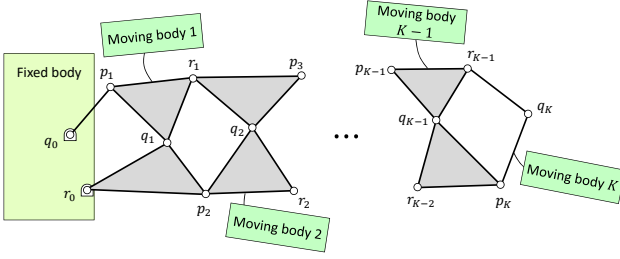 Moving body 1
Moving body
K − 1
Fixed body
p₁
r₁
p₃
p_{K−1}
r_{K−1}
q₀
q₁
q₂
...
q_{K−1}
q_K
r₀
p₂
r₂
r_{K−2}
p_K
Moving body K
Moving body 2